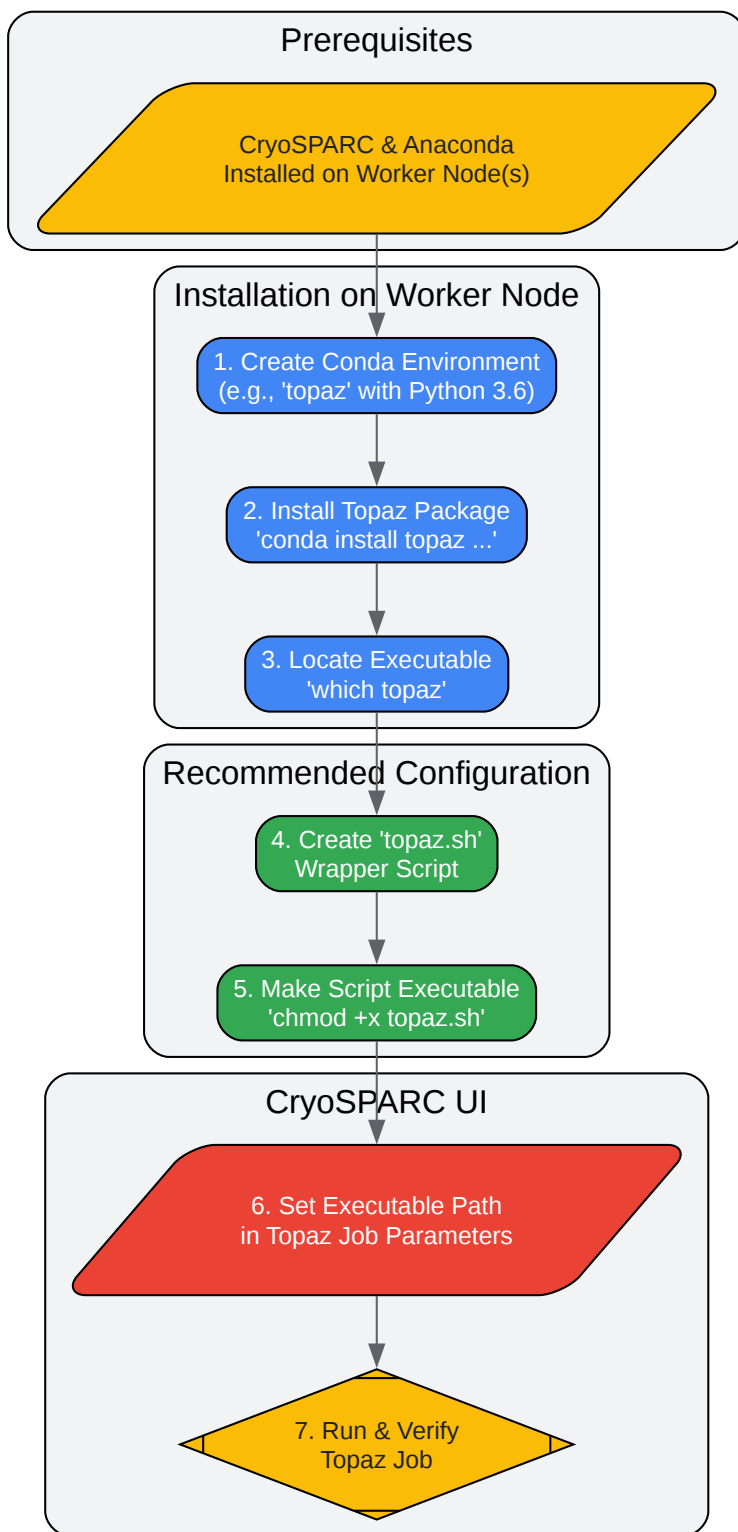 Prerequisites
CryoSPARC & Anaconda
Installed on Worker Node(s)
Installation on Worker Node
1. Create Conda Environment
(e.g., 'topaz' with Python 3.6)
2. Install Topaz Package
'conda install topaz ...'
3. Locate Executable
'which topaz'
Recommended Configuration
4. Create 'topaz.sh'
Wrapper Script
5. Make Script Executable
'chmod +x topaz.sh'
CryoSPARC UI
6. Set Executable Path
in Topaz Job Parameters
7. Run & Verify
Topaz Job